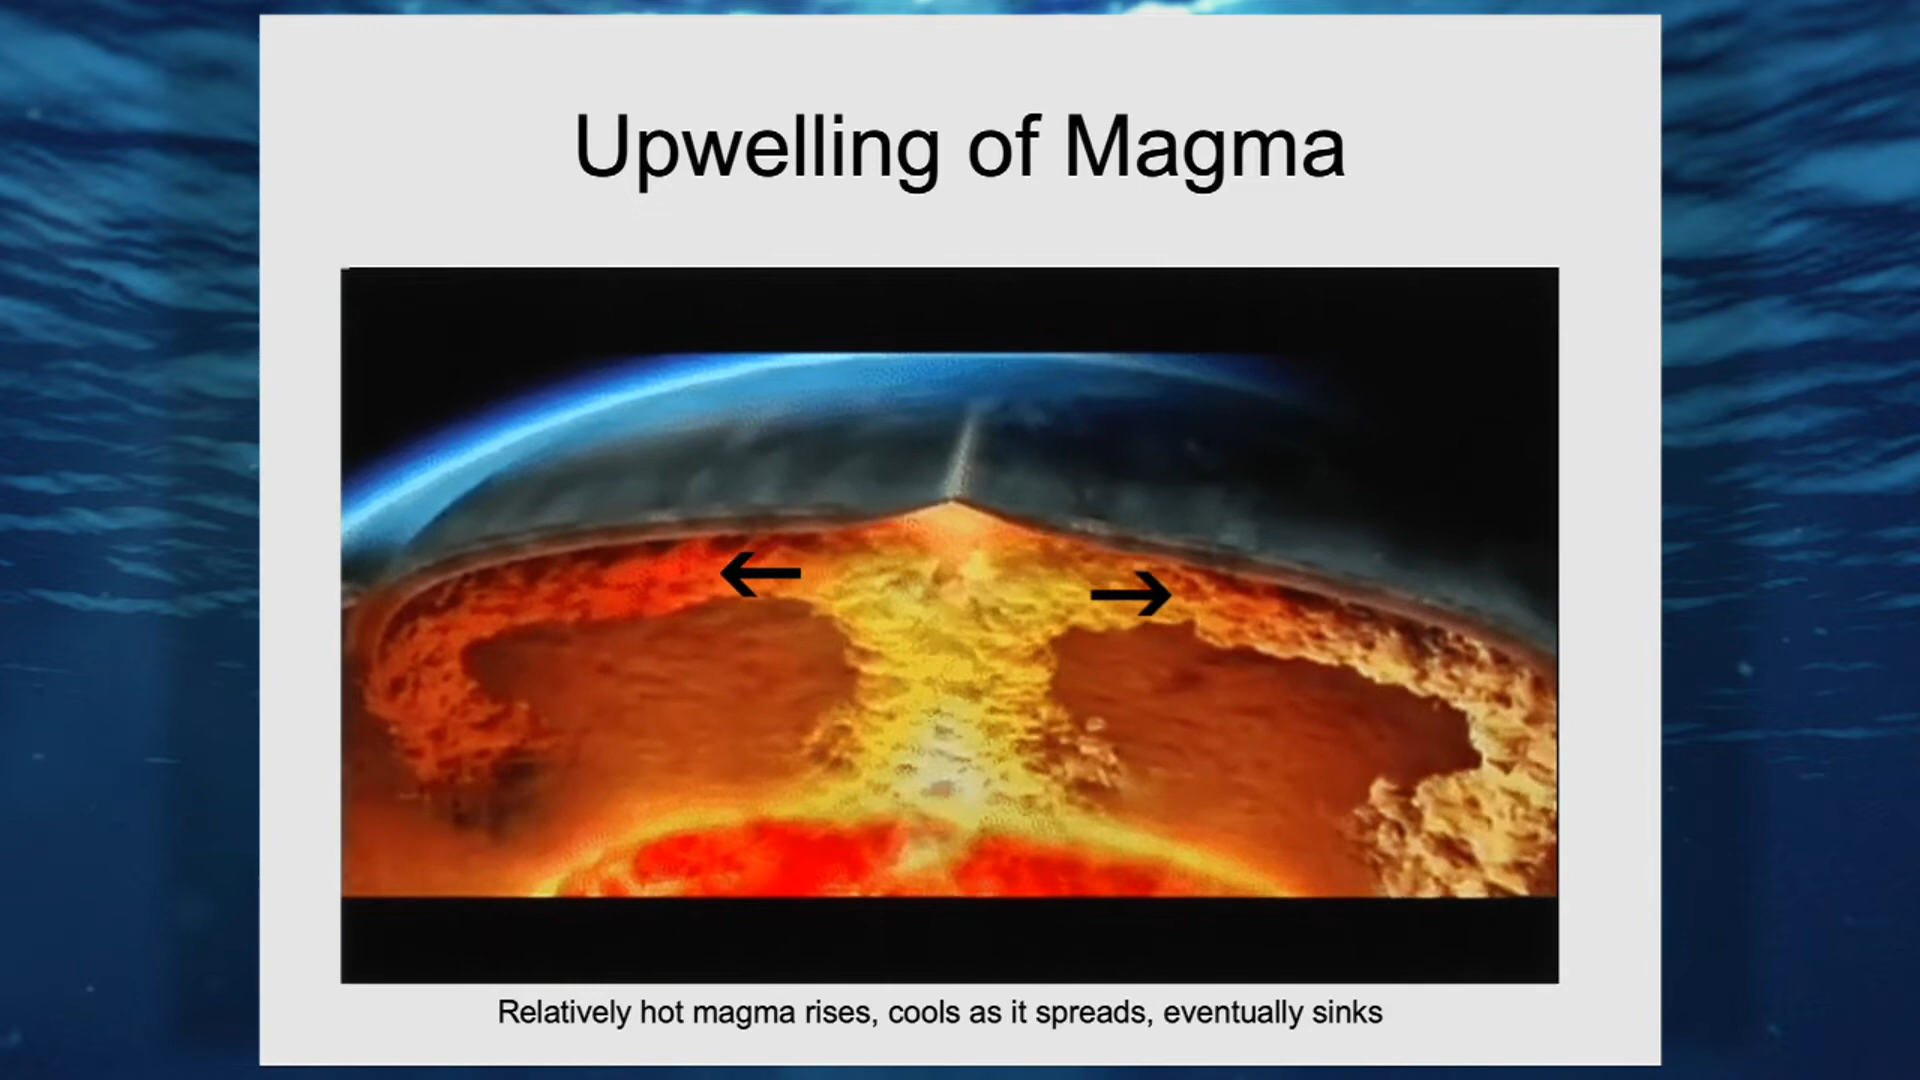 Upwelling of Magma
Relatively hot magma rises, cools as it spreads, eventually sinks